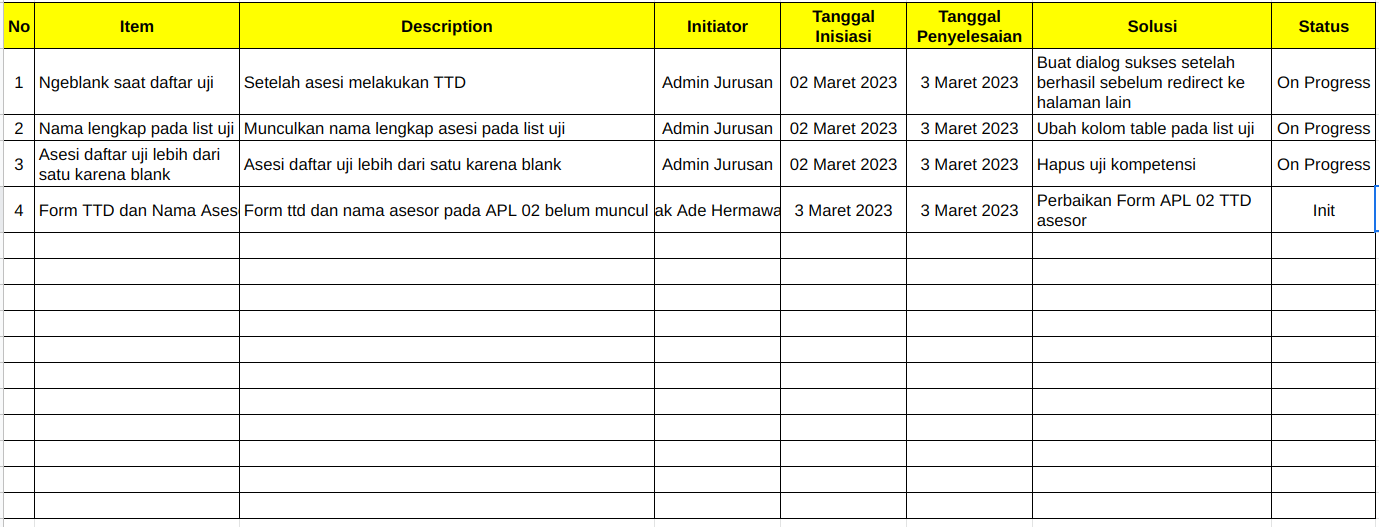 No Item Description Initiator Tanggal Inisiasi Tanggal Penyelesaian Solusi Status
1 Ngeblank saat daftar uji Setelah asesi melakukan TTD Admin Jurusan 02 Maret 2023 3 Maret 2023 Buat dialog sukses setelah berhasil sebelum redirect ke halaman lain On Progress
2 Nama lengkap pada list uji Munculkan nama lengkap asesi pada list uji Admin Jurusan 02 Maret 2023 3 Maret 2023 Ubah kolom table pada list uji On Progress
3 Asesi daftar uji lebih dari satu karena blank Asesi daftar uji lebih dari satu karena blank Admin Jurusan 02 Maret 2023 3 Maret 2023 Hapus uji kompetensi On Progress
4 Form TTD dan Nama Form ttd dan nama asesor pada APL 02 belum muncul Ade 3 Maret 2023 3 Maret 2023 Perbaikan Form APL 02 TTD asesor Init